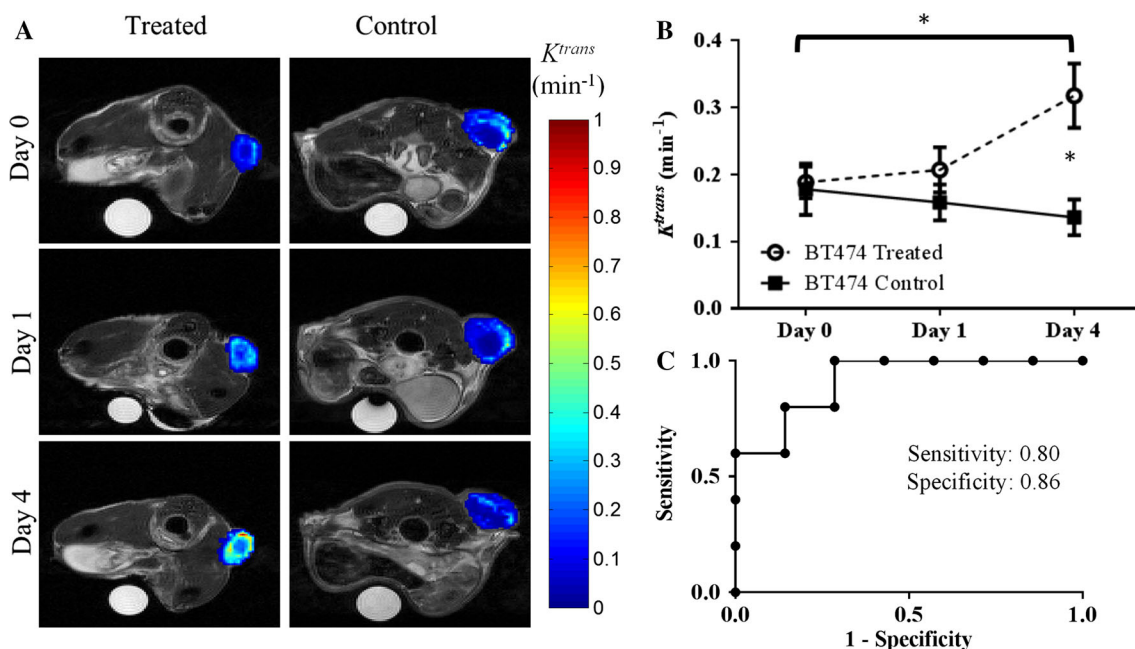 A
Treated
Control
Day 0
Day 1
Day 4
Ktrans
(min-1)
1
0.9
0.8
0.7
0.6
0.5
0.4
0.3
0.2
0.1
0
B
*
*
Ktrans (min−1)
0.4
0.3
0.2
0.1
0.0
BT474 Treated
BT474 Control
Day 0
Day 1
Day 4
C
Sensitivity
1.0
0.5
0.0
Sensitivity: 0.80
Specificity: 0.86
0.0
0.5
1.0
1 - Specificity